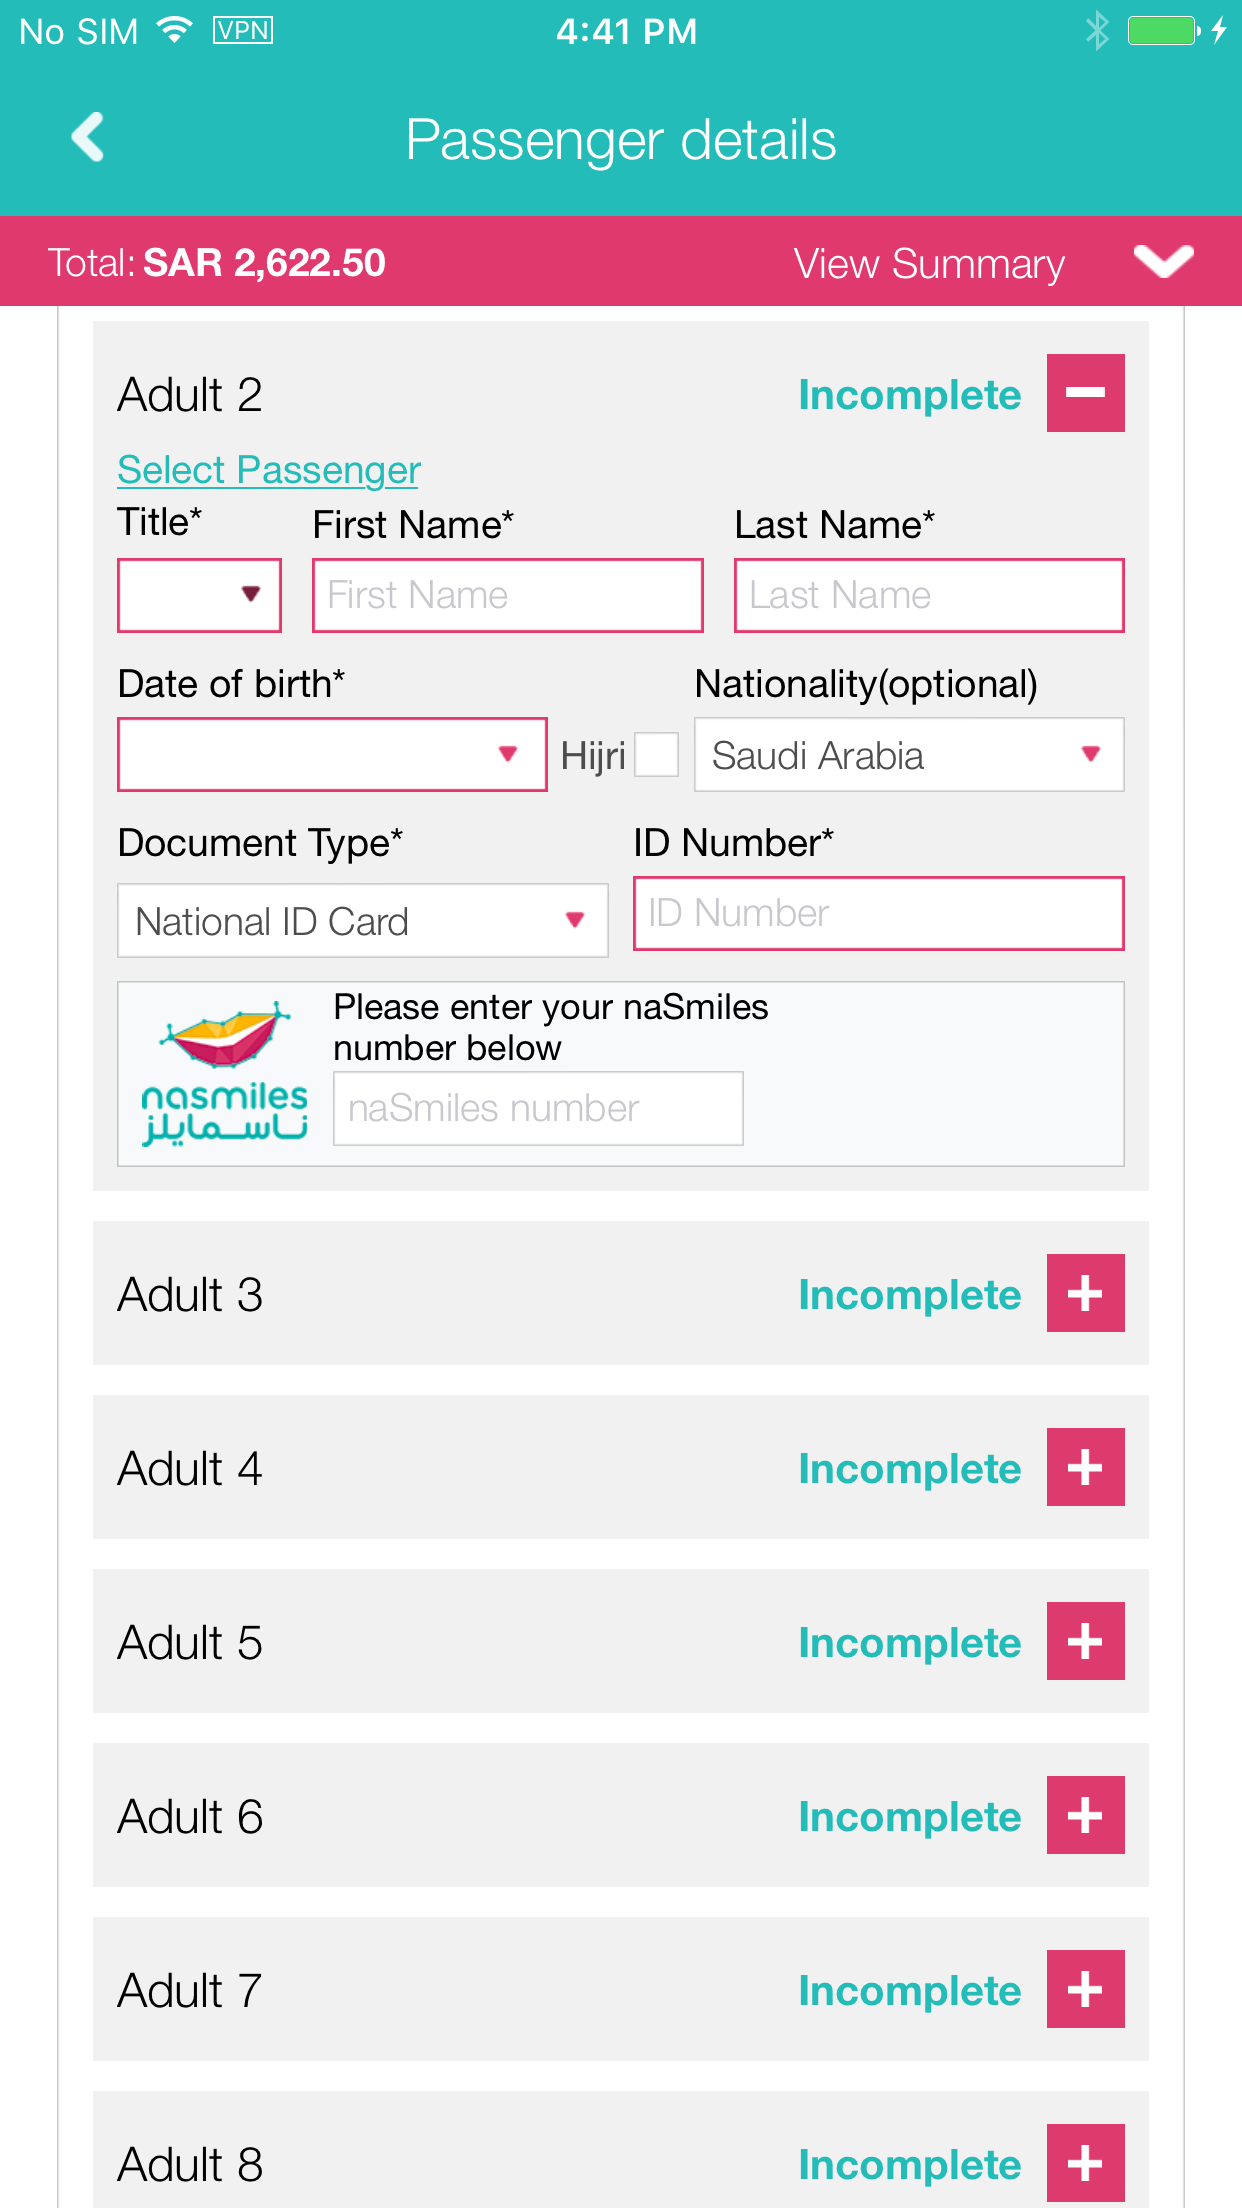 No SIM VPN 4:41 PM
Passenger details
Total: SAR 2,622.50 View Summary
Adult 2 Incomplete
Select Passenger
Title* First Name* Last Name*
First Name Last Name
Date of birth* Nationality(optional)
Hijri Saudi Arabia
Document Type* ID Number*
National ID Card ID Number
Please enter your naSmiles
number below
nasmiles
ناسمايلز
naSmiles number
Adult 3 Incomplete
Adult 4 Incomplete
Adult 5 Incomplete
Adult 6 Incomplete
Adult 7 Incomplete
Adult 8 Incomplete